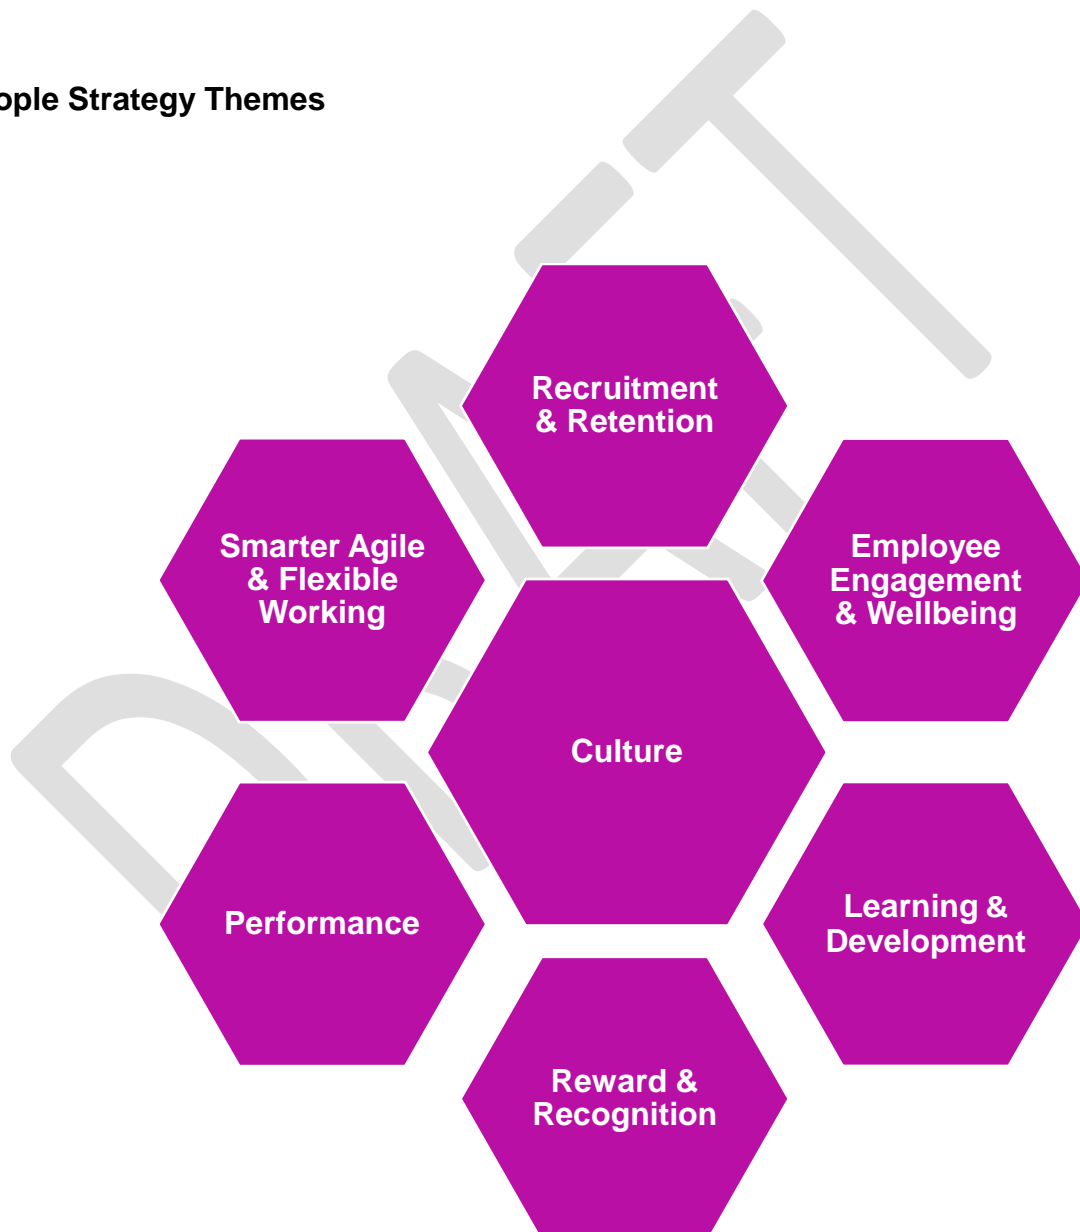 ople Strategy Themes
Recruitment
& Retention
Smarter Agile
& Flexible
Working
Employee
Engagement
& Wellbeing
Culture
Performance
Learning &
Development
Reward &
Recognition